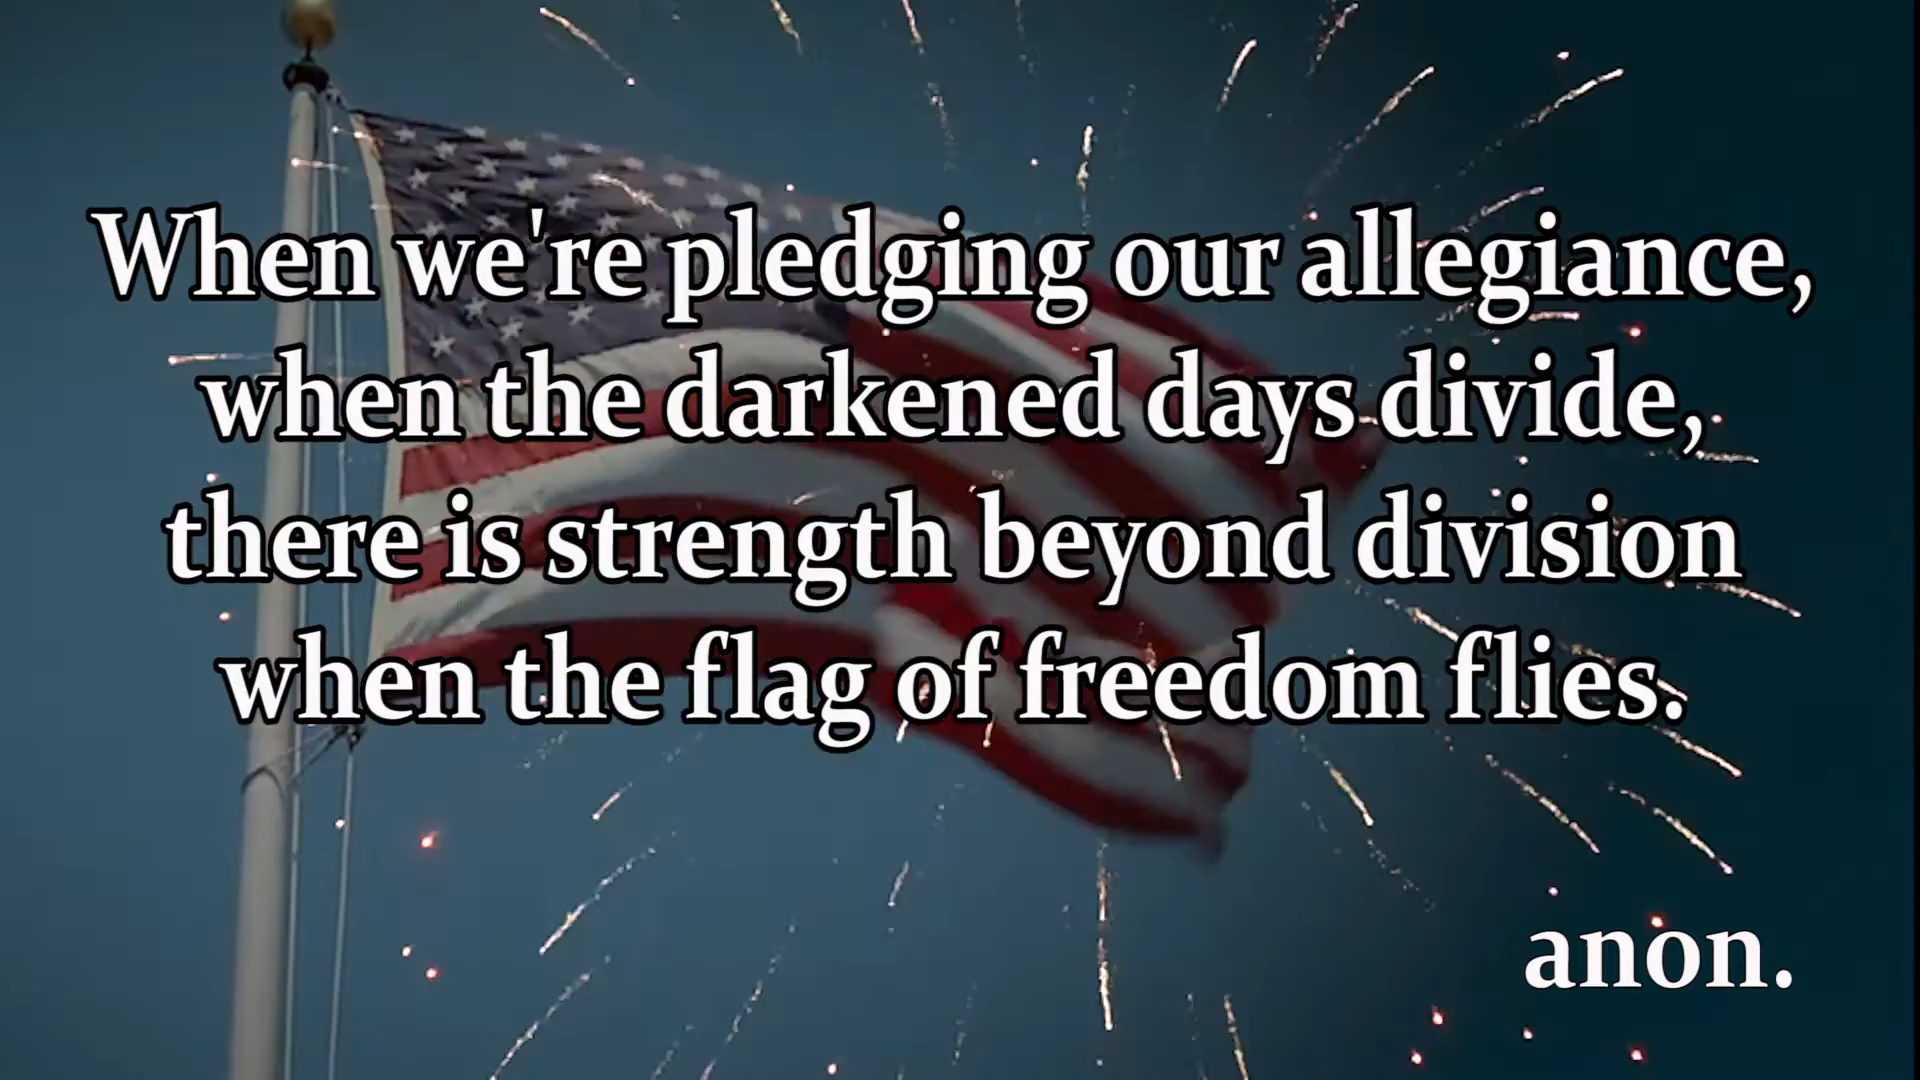 When we're pledging our allegiance,
when the darkened days divide,
there is strength beyond division
when the flag of freedom flies.
anon.